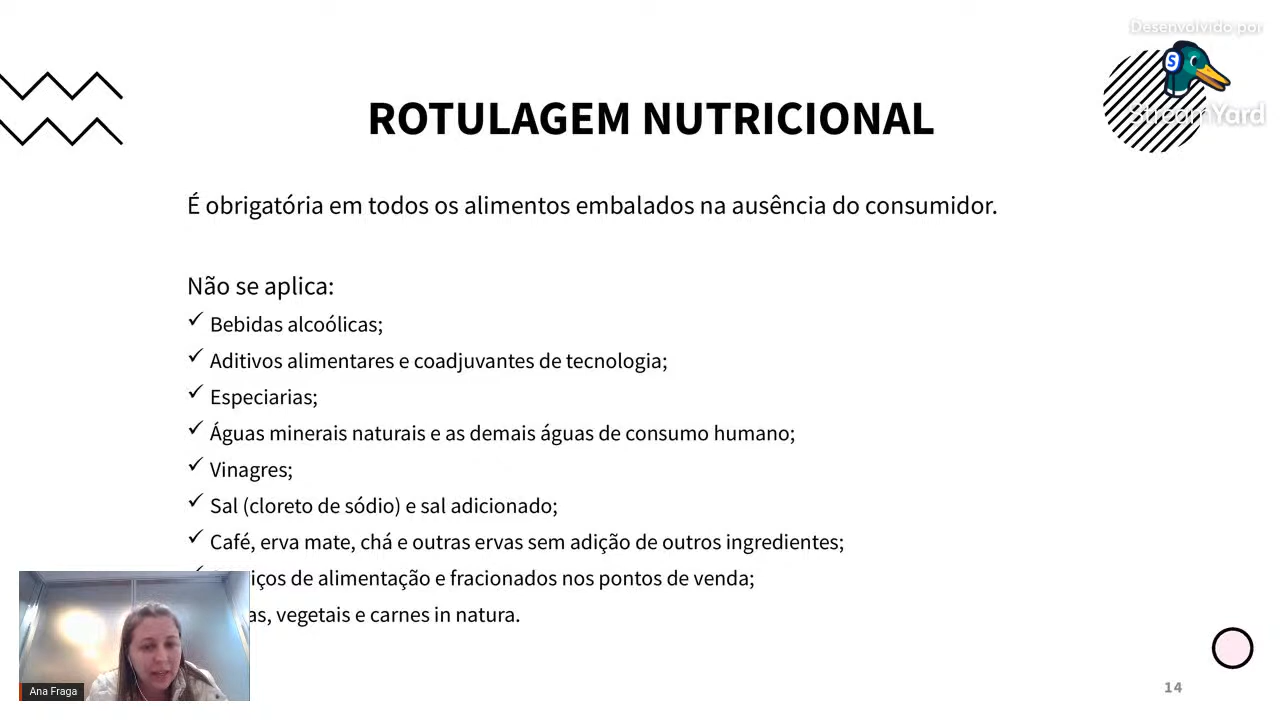 Desenvolvido por
StreamYard
ROTULAGEM NUTRICIONAL
É obrigatória em todos os alimentos embalados na ausência do consumidor.
Não se aplica:
Bebidas alcoólicas;
Aditivos alimentares e coadjuvantes de tecnologia;
Especiarias;
Águas minerais naturais e as demais águas de consumo humano;
Vinagres;
Sal (cloreto de sódio) e sal adicionado;
Café, erva mate, chá e outras ervas sem adição de outros ingredientes;
de alimentação e fracionados nos pontos de venda;
vegetais e carnes in natura.
Ana Fraga
14